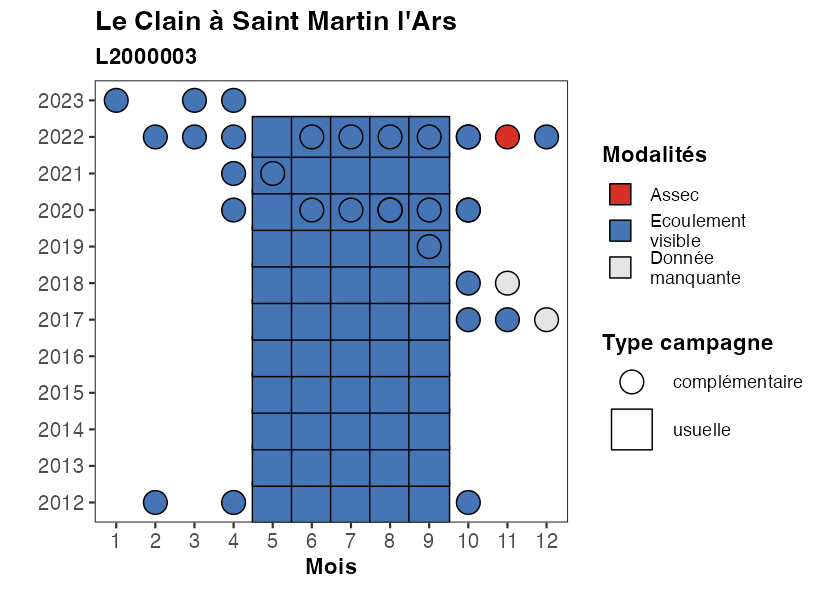 Le Clain à Saint Martin l'Ars
L2000003
2023
2022
2021
2020
2019
2018
2017
2016
2015
2014
2013
2012
1 2 3 4 5 6 7 8 9 10 11 12
Mois
Modalités
Assec
Ecoulement
visible
Donnée
manquante
Type campagne
complémentaire
usuelle